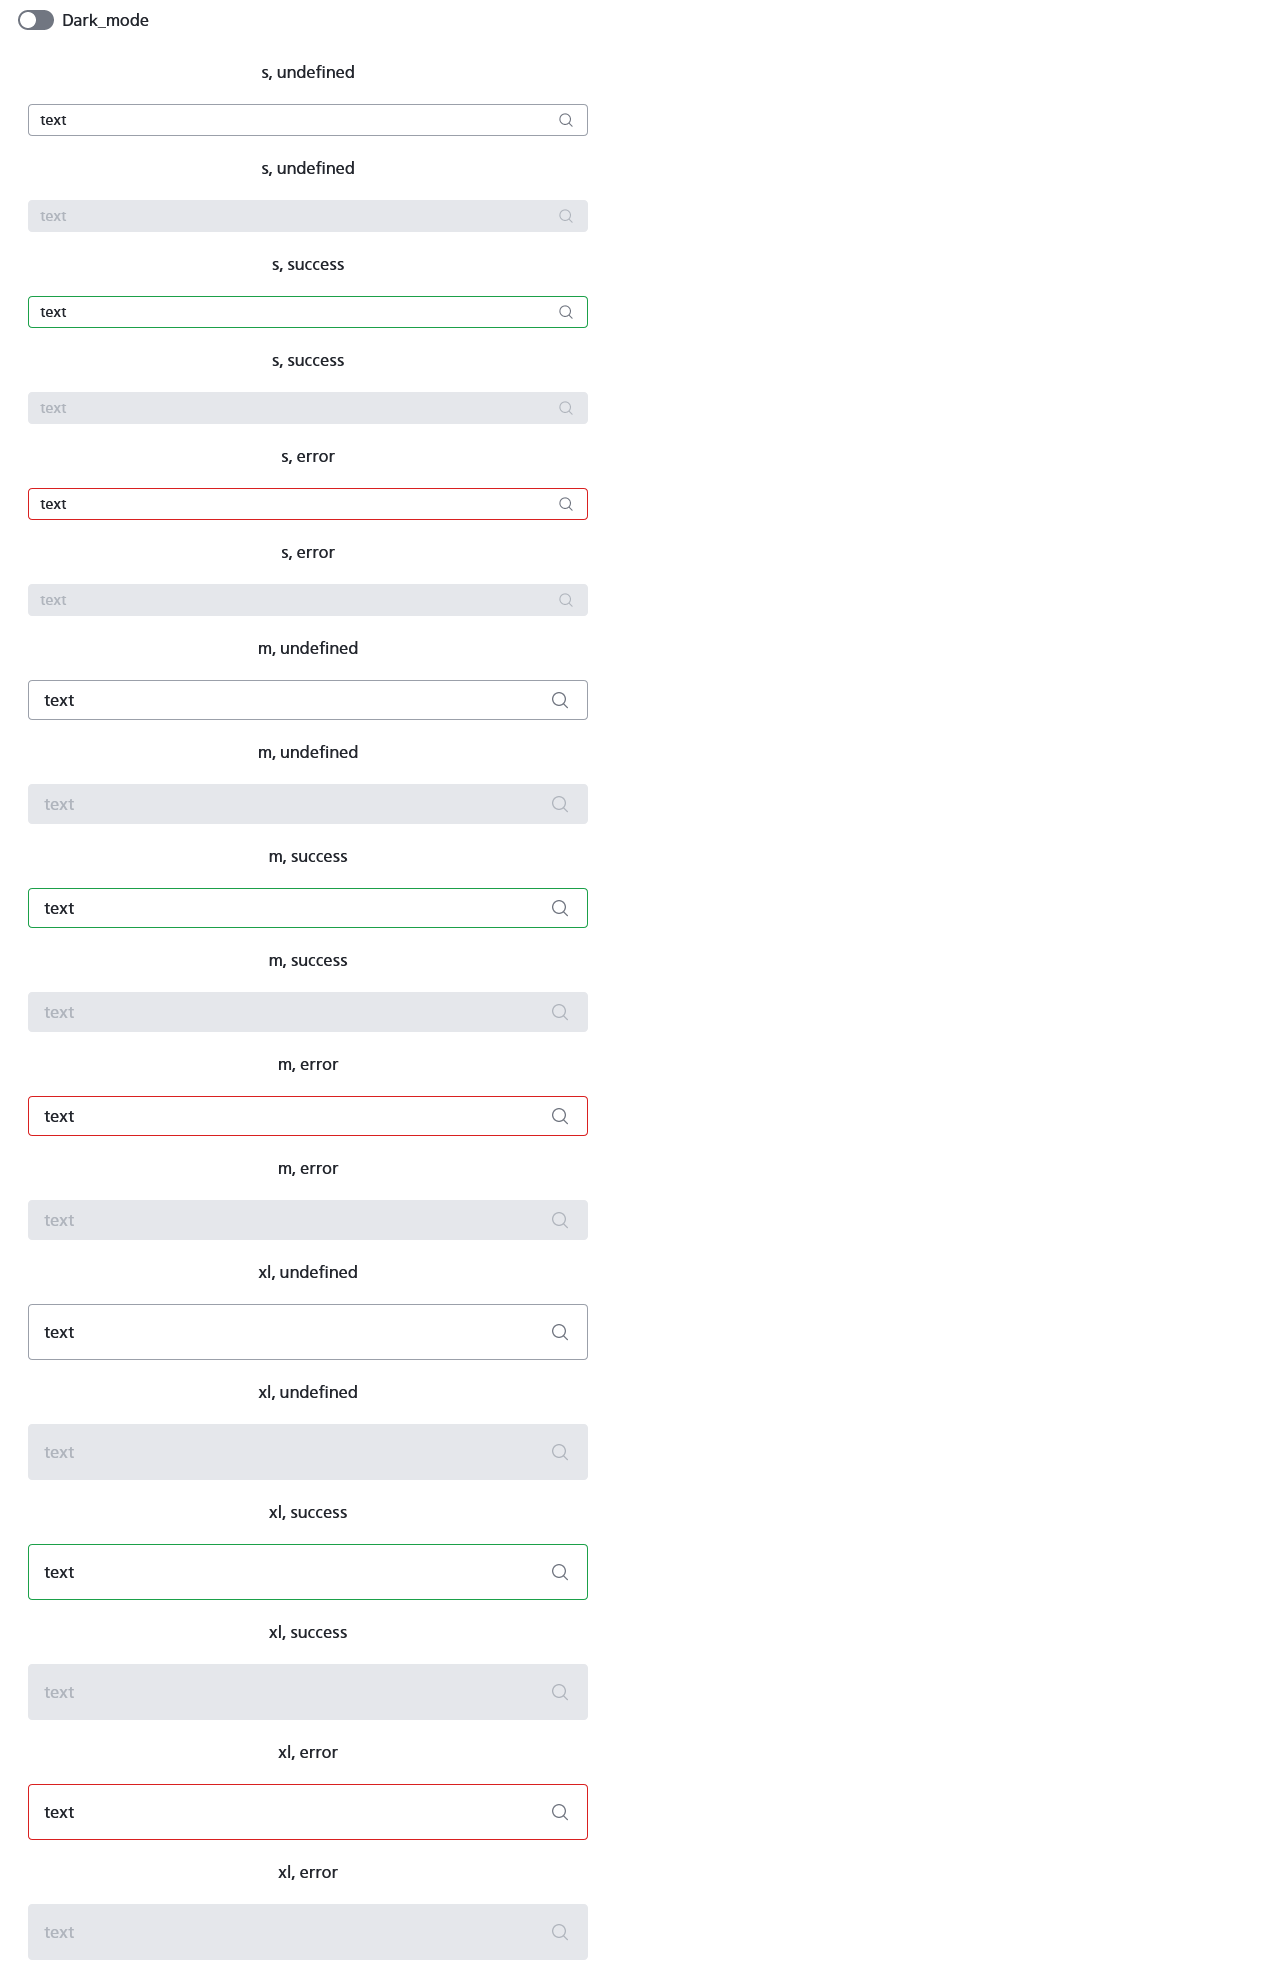 Dark_mode
s, undefined
text
s, undefined
text
s, success
text
s, success
text
s, error
text
s, error
text
m, undefined
text
m, undefined
text
m, success
text
m, success
text
m, error
text
m, error
text
xl, undefined
text
xl, undefined
text
xl, success
text
xl, success
text
xl, error
text
xl, error
text